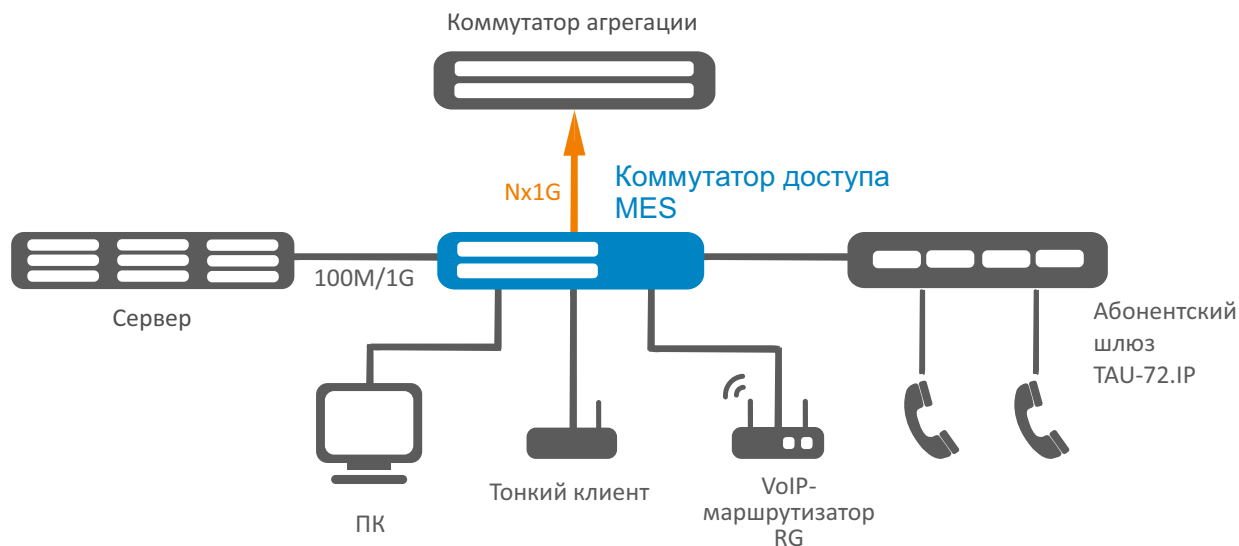 Коммутатор агрегации
Nx1G
Коммутатор доступа
MES
100M/1G
Сервер
Абонентский
шлюз
TAU-72.IP
ПК
Тонкий клиент
VoIP-
маршрутизатор
RG